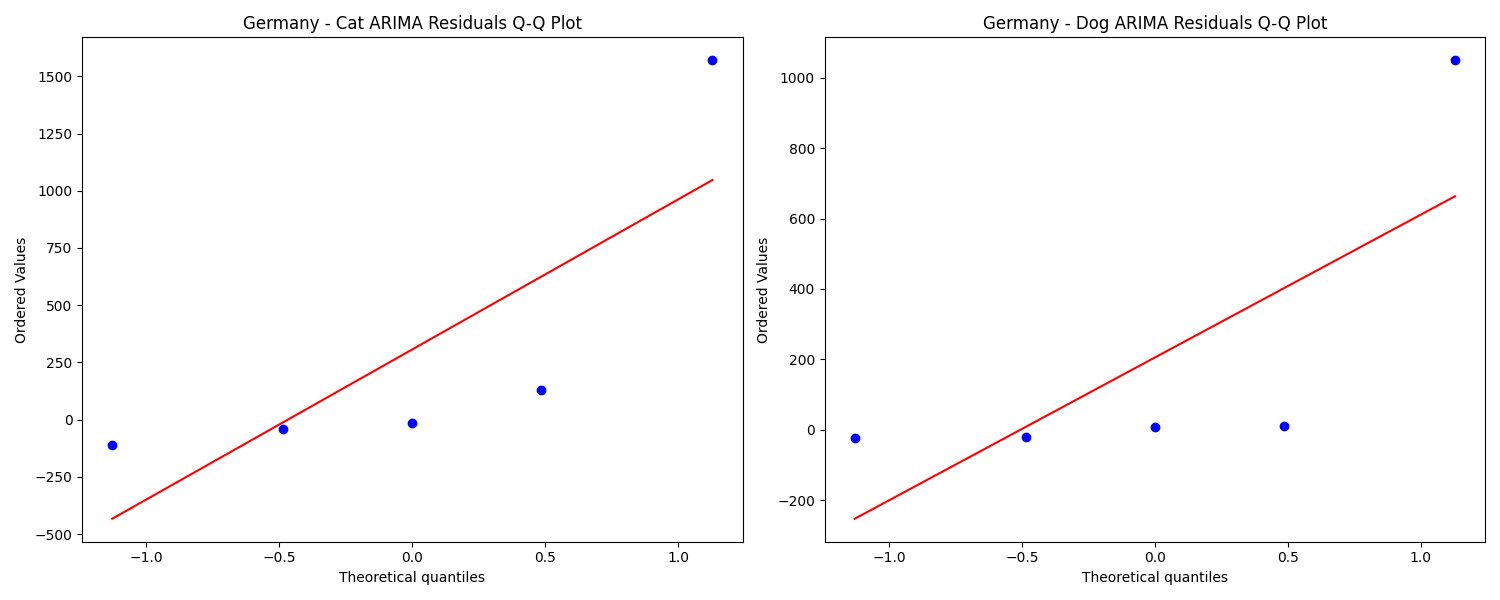 Germany - Cat ARIMA Residuals Q-Q Plot
Ordered Values
1500
1250
1000
750
500
250
0
−250
−500
−1.0 −0.5 0.0 0.5 1.0
Theoretical quantiles
Germany - Dog ARIMA Residuals Q-Q Plot
Ordered Values
1000
800
600
400
200
0
−200
−1.0 −0.5 0.0 0.5 1.0
Theoretical quantiles